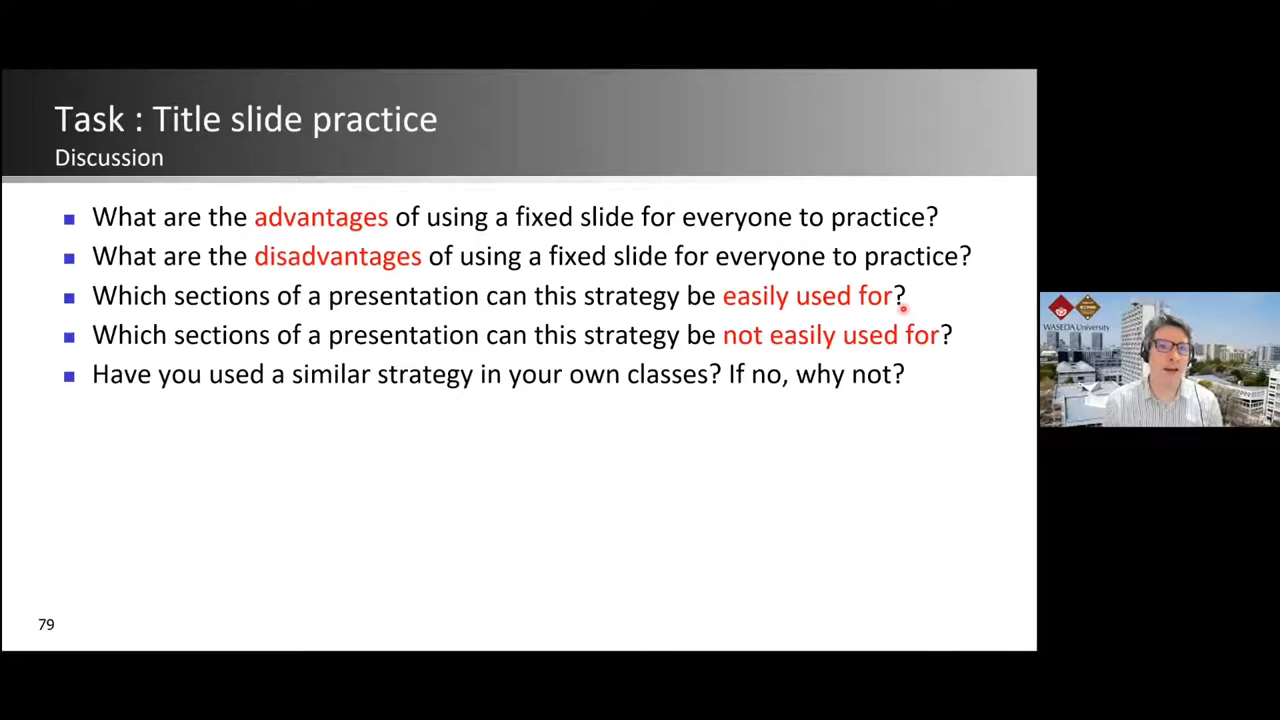 Task : Title slide practice
Discussion
What are the advantages of using a fixed slide for everyone to practice?
What are the disadvantages of using a fixed slide for everyone to practice?
Which sections of a presentation can this strategy be easily used for?
Which sections of a presentation can this strategy be not easily used for?
Have you used a similar strategy in your own classes? If no, why not?
79
WASEDA University